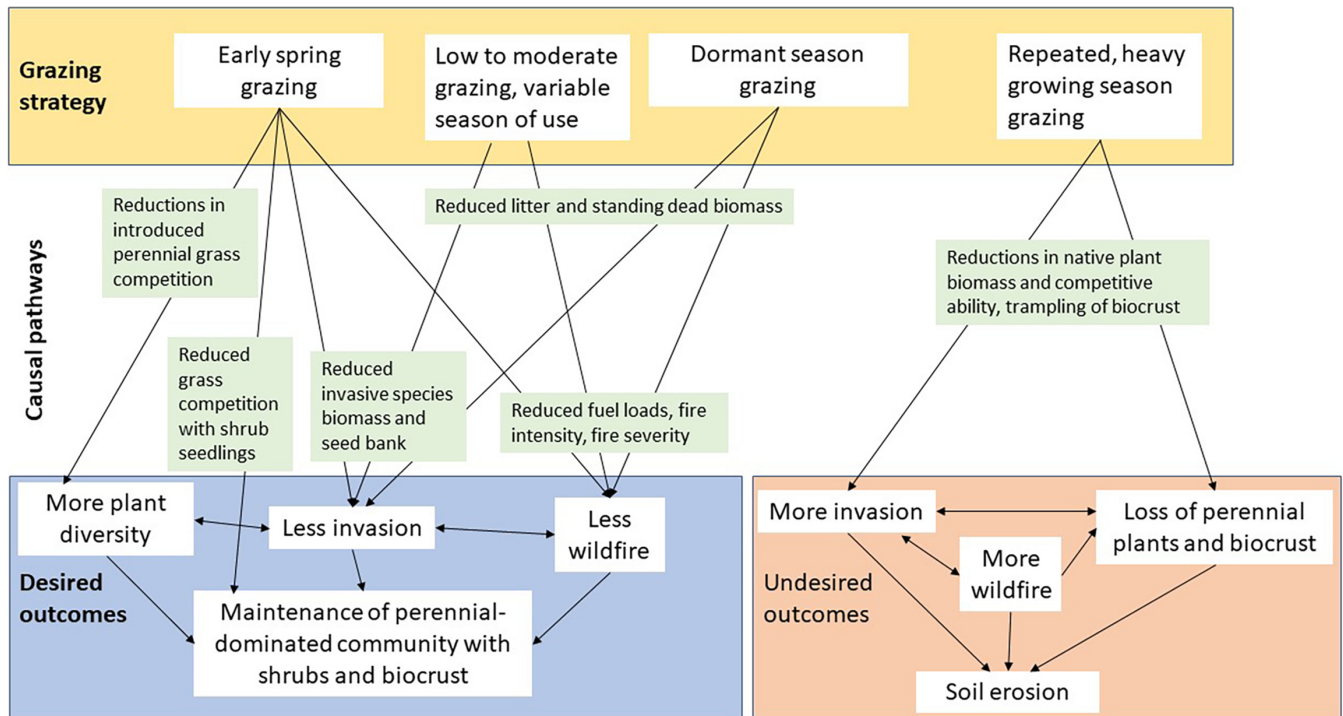 Grazing
strategy
Early spring
grazing
Low to moderate
grazing, variable
season of use
Dormant season
grazing
Repeated, heavy
growing season
grazing
Causal pathways
Reductions in
introduced
perennial grass
competition
Reduced litter and standing dead biomass
Reductions in native plant
biomass and competitive
ability, trampling of biocrust
Reduced
grass
competition
with shrub
seedlings
Reduced
invasive species
biomass and
seed bank
Reduced fuel loads, fire
intensity, fire severity
Desired
outcomes
More plant
diversity
Less invasion
Less
wildfire
Maintenance of perennial-
dominated community with
shrubs and biocrust
Undesired
outcomes
More invasion
More
wildfire
Loss of perennial
plants and biocrust
Soil erosion